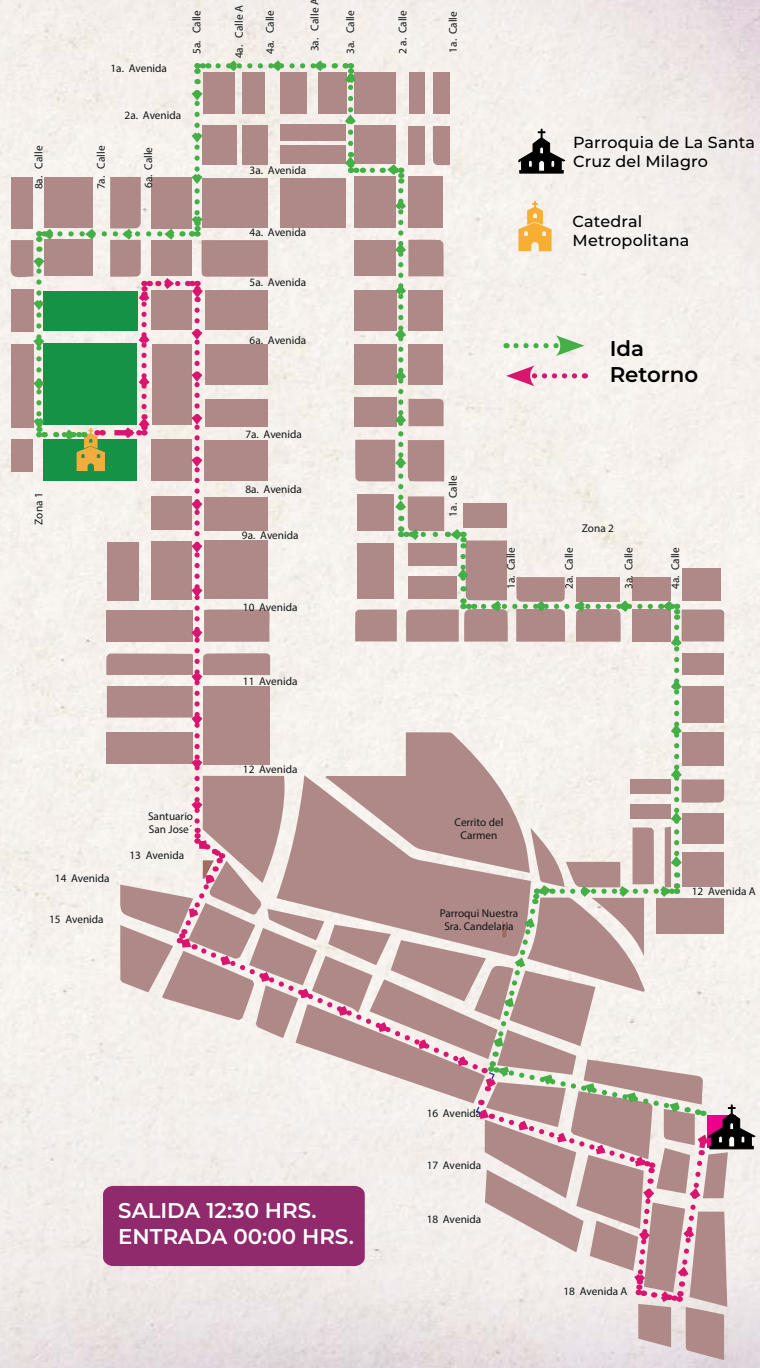 5a. Calle
4a. Calle A
4a. Calle
3a. Calle A
3a. Calle
2 a. Calle
1a. Calle
1a. Avenida
2a. Avenida
Parroquia de La Santa
Cruz del Milagro
8a. Calle
7a. Calle
6a. Calle
3a. Avenida
Catedral
Metropolitana
4a. Avenida
5a. Avenida
6a. Avenida
Ida
Retorno
7a. Avenida
Zona 1
8a. Avenida
1a. Calle
9a. Avenida
Zona 2
1a. Calle
2a. Calle
3a. Calle
4a. Calle
10 Avenida
11 Avenida
12 Avenida
Santuario
San Jose´
Cerrito del
Carmen
13 Avenida
14 Avenida
12 Avenida A
15 Avenida
Parroqui Nuestra
Sra. Candelaria
16 Avenida
17 Avenida
SALIDA 12:30 HRS.
ENTRADA 00:00 HRS.
18 Avenida
18 Avenida A